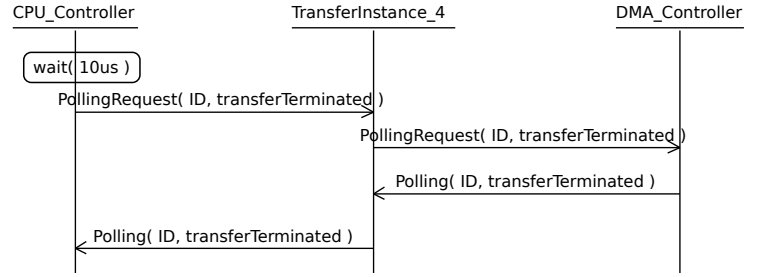 CPU_Controller
TransferInstance_4
DMA_Controller
wait( 10us )
PollingRequest( ID, transferTerminated )
PollingRequest( ID, transferTerminated )
Polling( ID, transferTerminated )
Polling( ID, transferTerminated )